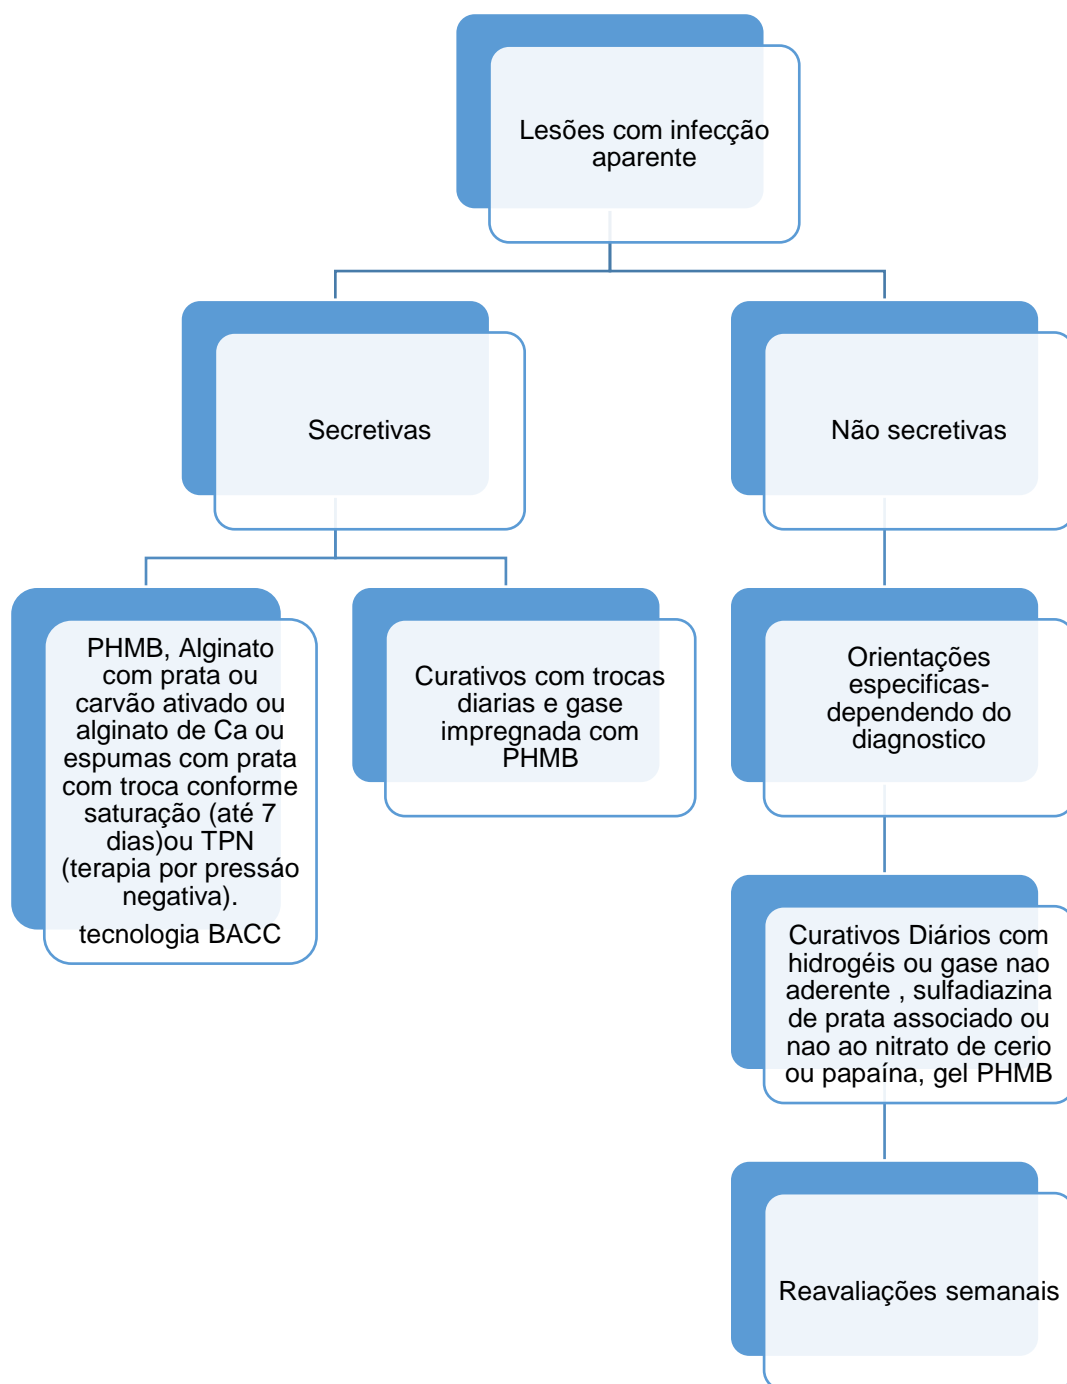 Lesões com infecção
aparente
Secretivas
Não secretivas
PHMB, Alginato
com prata ou
carvão ativado ou
alginato de Ca ou
espumas com prata
com troca conforme
saturação (até 7
dias)ou TPN
(terapia por pressáo
negativa).
tecnologia BACC
Curativos com trocas
diarias e gase
impregnada com
PHMB
Orientações
especificas-
dependendo do
diagnostico
Curativos Diários com
hidrogéis ou gase nao
aderente , sulfadiazina
de prata associado ou
nao ao nitrato de cerio
ou papaína, gel PHMB
Reavaliações semanais